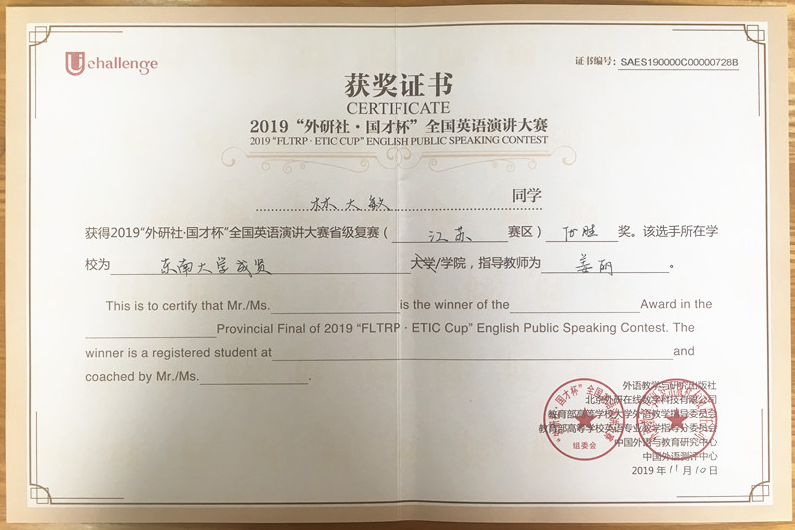 Uchallenge
证书编号: SAES190000C00000728B
获奖证书
CERTIFICATE
2019“外研社·国才杯”全国英语演讲大赛
2019 “FLTRP · ETIC CUP” ENGLISH PUBLIC SPEAKING CONTEST
林大敏 同学
获得2019“外研社·国才杯”全国英语演讲大赛省级复赛（ 江苏 赛区）优胜 奖。该选手所在学
校为 东南大学成贤 大学/学院，指导教师为 姜丽 。
This is to certify that Mr./Ms. is the winner of the Award in the
Provincial Final of 2019 “FLTRP · ETIC Cup” English Public Speaking Contest. The
winner is a registered student at and
coached by Mr./Ms. .
外语教学与研究出版社
北京外研在线数字科技有限公司
教育部高等学校大学外语教学指导委员会
教育部高等学校英语专业教学指导分委员会
中国外语与教育研究中心
中国外语测评中心
2019 年 11 月 10 日
组委会